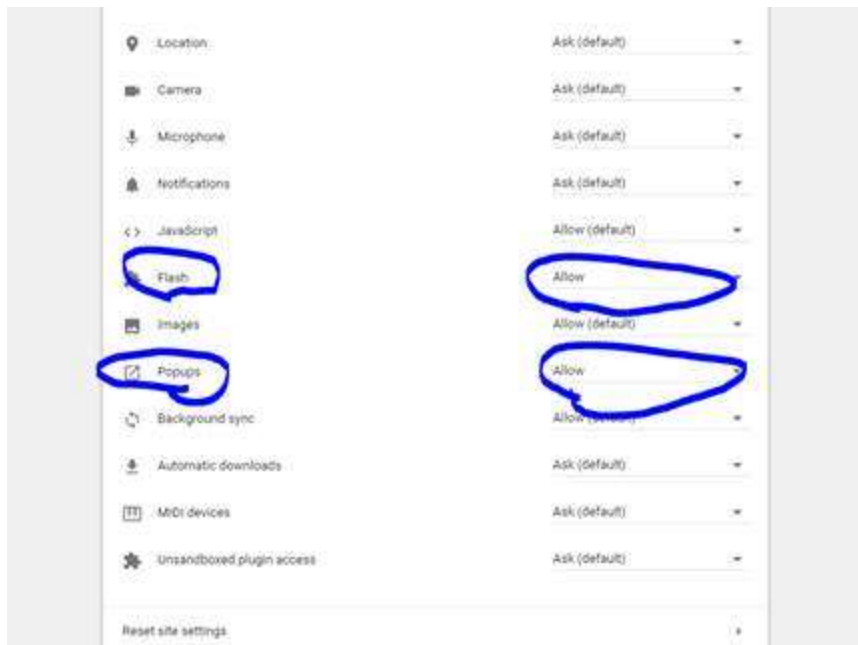 Location Ask (default)
Camera Ask (default)
Microphone Ask (default)
Notifications Ask (default)
JavaScript Allow (default)
Flash Allow
Images Allow (default)
Popups Allow
Background sync Allow (default)
Automatic downloads Ask (default)
MIDI devices Ask (default)
Unsandboxed plugin access Ask (default)
Reset site settings